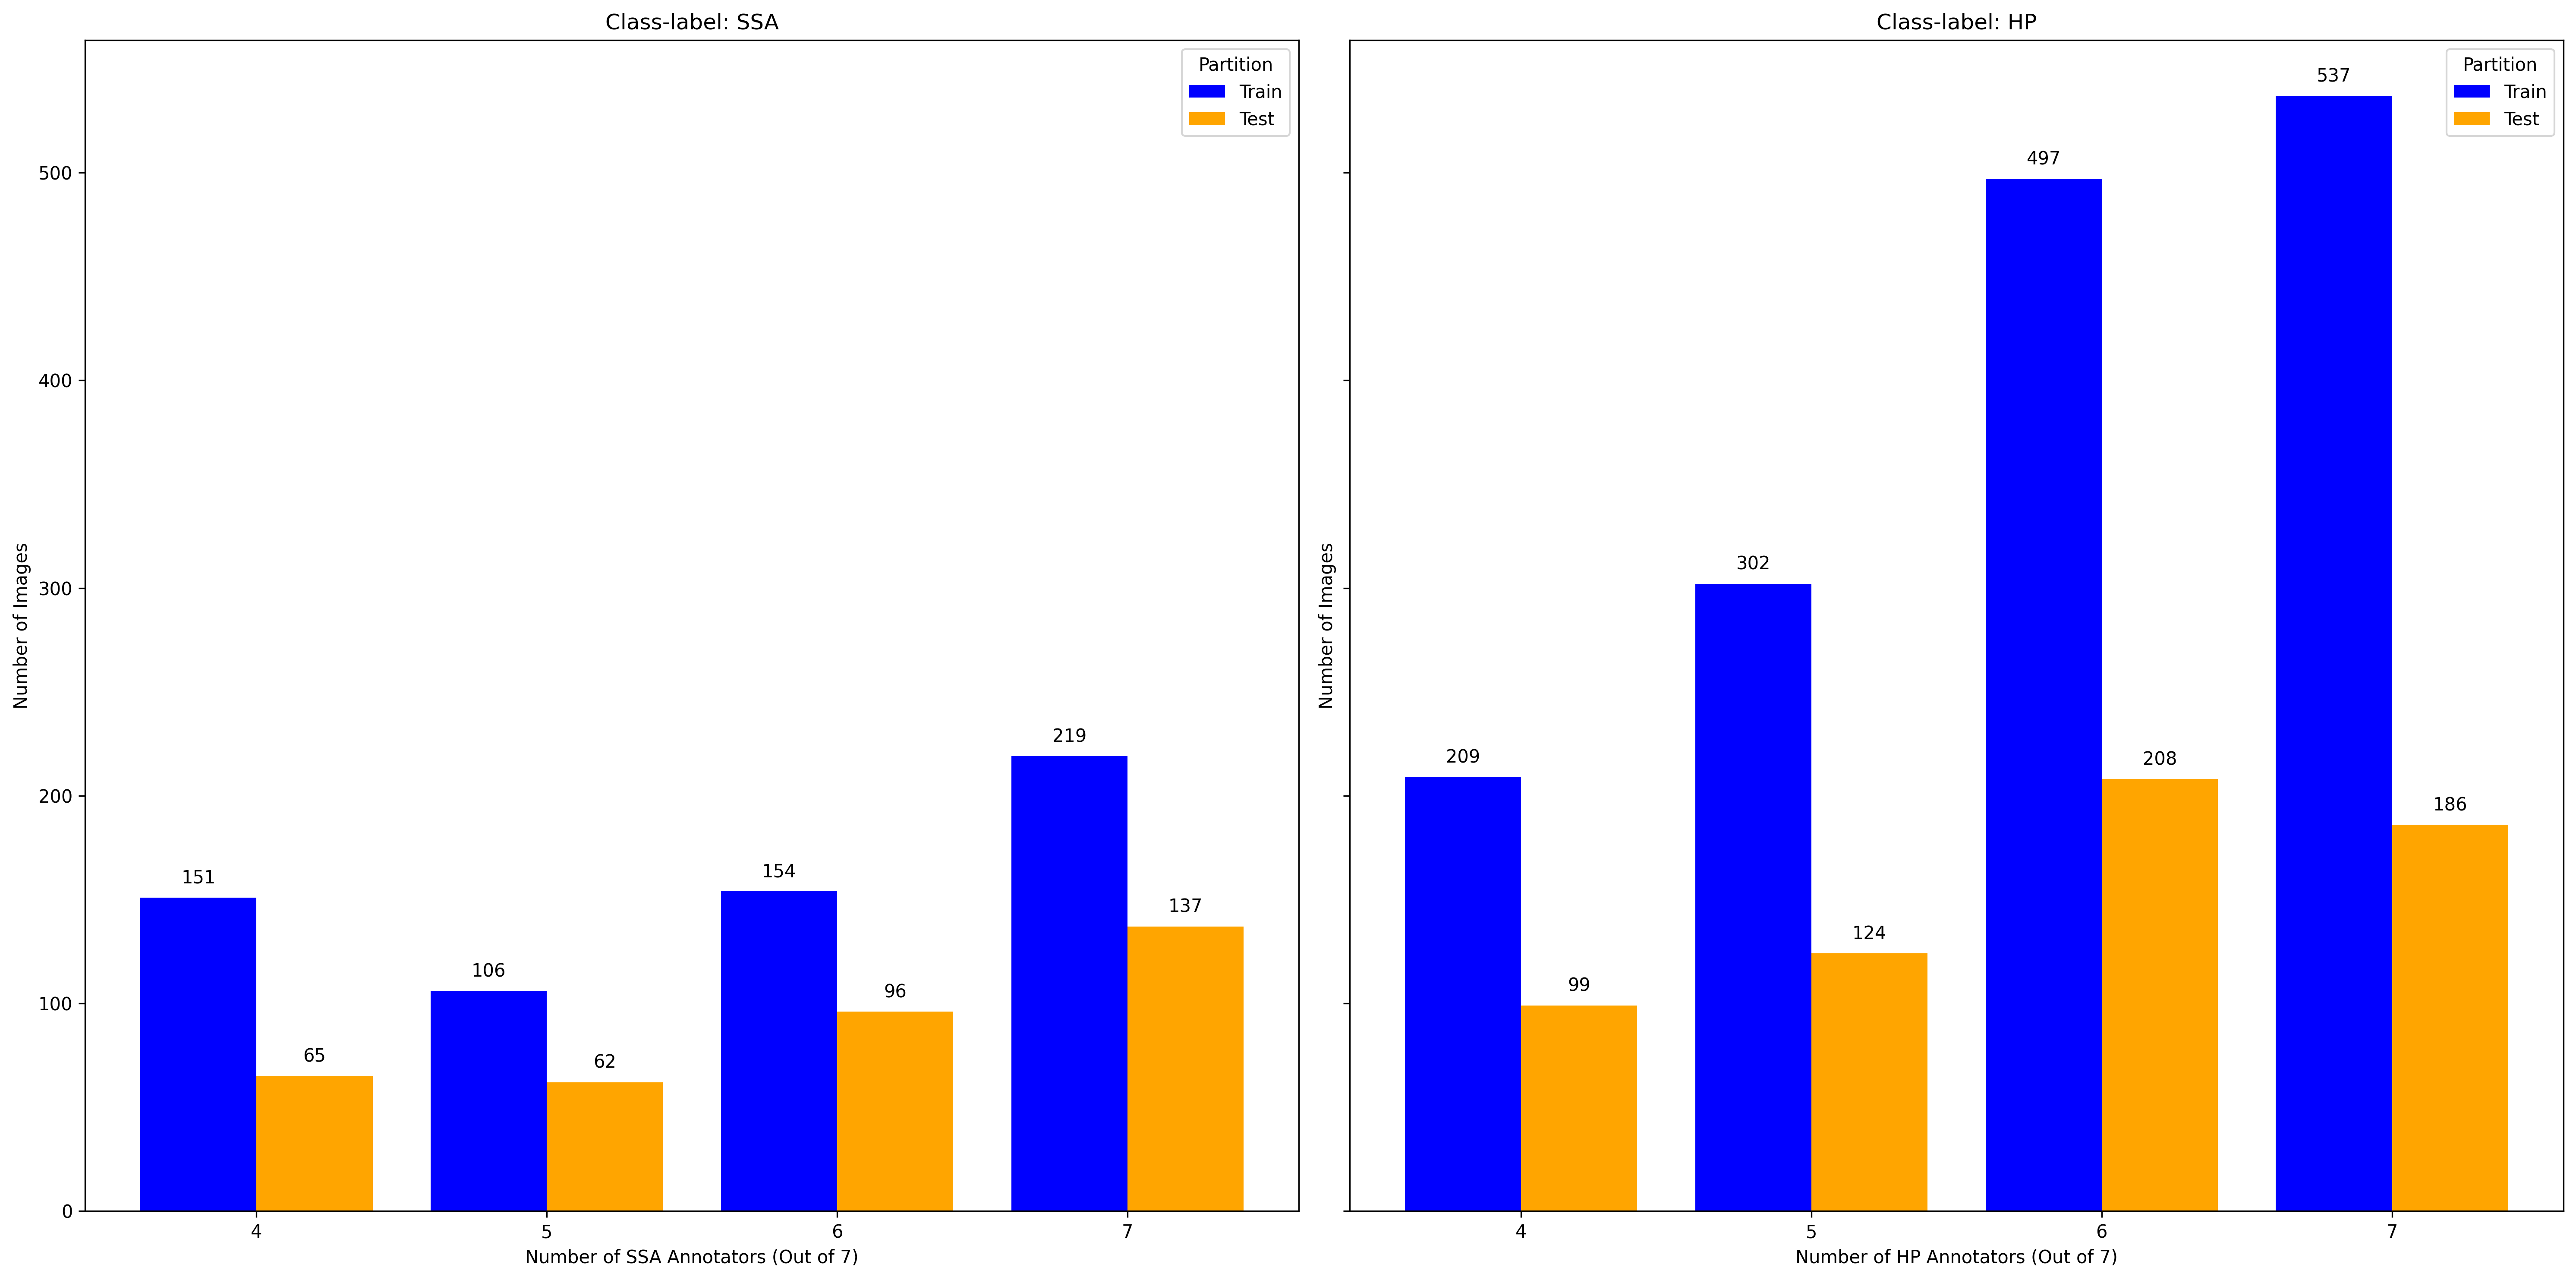 Class-label: SSA
Partition
Train
Test
Number of Images
500
400
300
200
100
0
151
65
106
62
154
96
219
137
4
5
6
7
Number of SSA Annotators (Out of 7)
Class-label: HP
Partition
Train
Test
Number of Images
209
99
302
124
497
208
537
186
4
5
6
7
Number of HP Annotators (Out of 7)